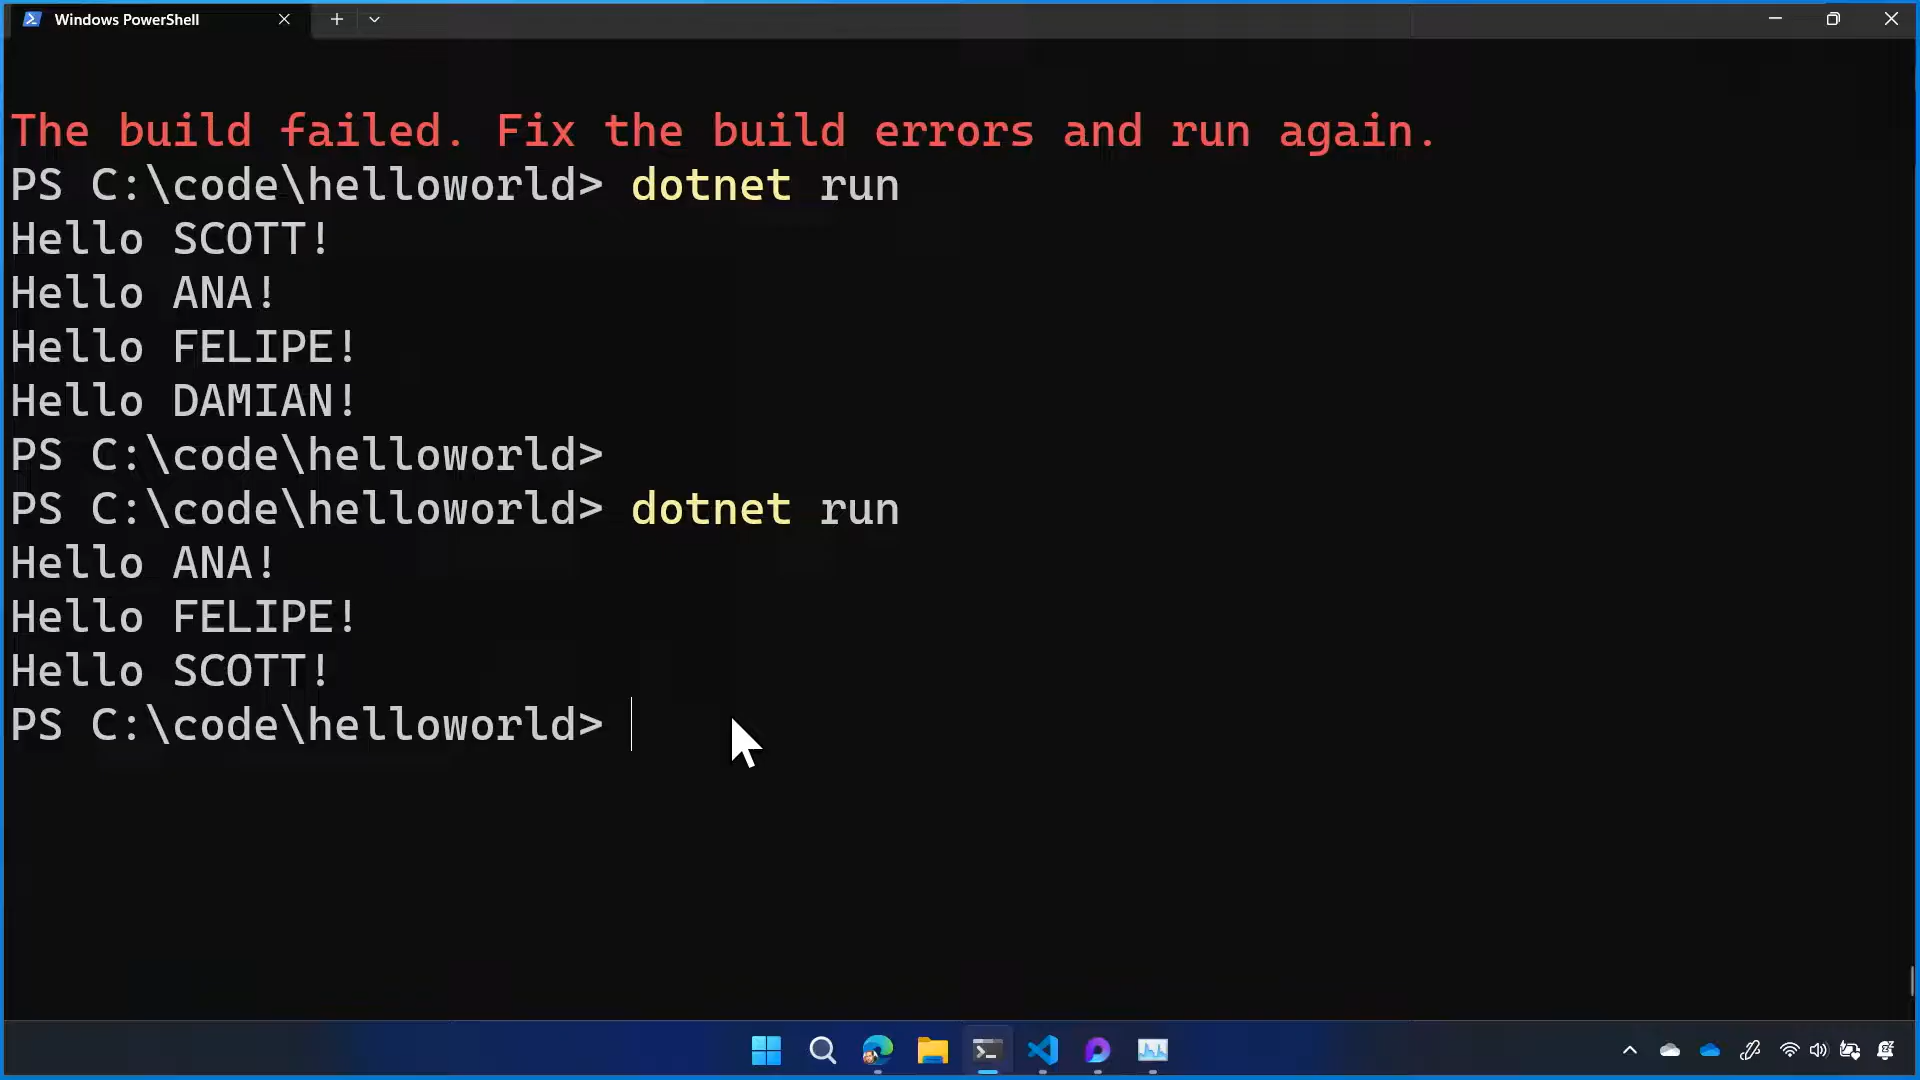 Windows PowerShell
The build failed. Fix the build errors and run again.
PS C:\code\helloworld> dotnet run
Hello SCOTT!
Hello ANA!
Hello FELIPE!
Hello DAMIAN!
PS C:\code\helloworld>
PS C:\code\helloworld> dotnet run
Hello ANA!
Hello FELIPE!
Hello SCOTT!
PS C:\code\helloworld>